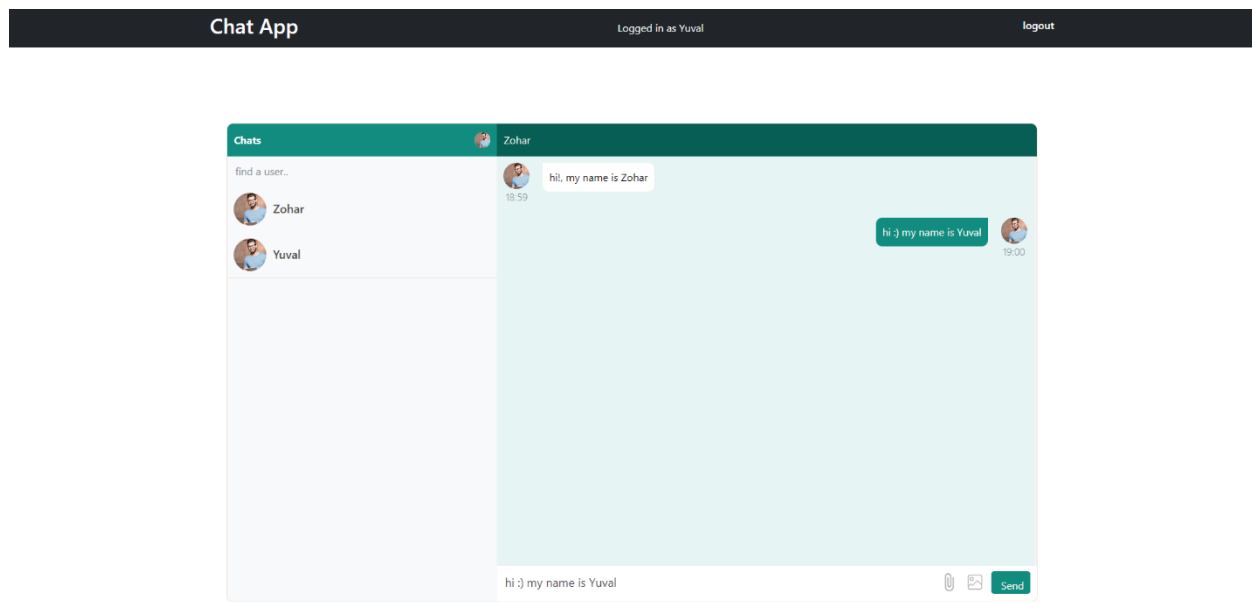 Chat App
Logged in as Yuval
logout
Chats
Zohar
find a user..
Zohar
Yuval
hi!, my name is Zohar
18:59
hi :) my name is Yuval
19:00
hi :) my name is Yuval
Send